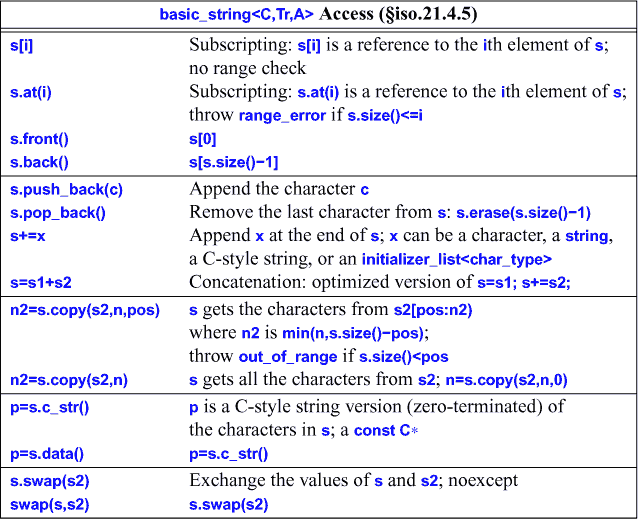 basic_string<C,Tr,A> Access (§iso.21.4.5)
s[i] Subscripting: s[i] is a reference to the ith element of s;
no range check
s.at(i) Subscripting: s.at(i) is a reference to the ith element of s;
throw range_error if s.size()<=i
s.front() s[0]
s.back() s[s.size()−1]
s.push_back(c) Append the character c
s.pop_back() Remove the last character from s: s.erase(s.size()−1)
s+=x Append x at the end of s; x can be a character, a string,
a C-style string, or an initializer_list<char_type>
s=s1+s2 Concatenation: optimized version of s=s1; s+=s2;
n2=s.copy(s2,n,pos) s gets the characters from s2[pos:n2)
where n2 is min(n,s.size()−pos);
throw out_of_range if s.size()<pos
n2=s.copy(s2,n) s gets all the characters from s2; n=s.copy(s2,n,0)
p=s.c_str() p is a C-style string version (zero-terminated) of
the characters in s; a const C∗
p=s.data() p=s.c_str()
s.swap(s2) Exchange the values of s and s2; noexcept
swap(s,s2) s.swap(s2)